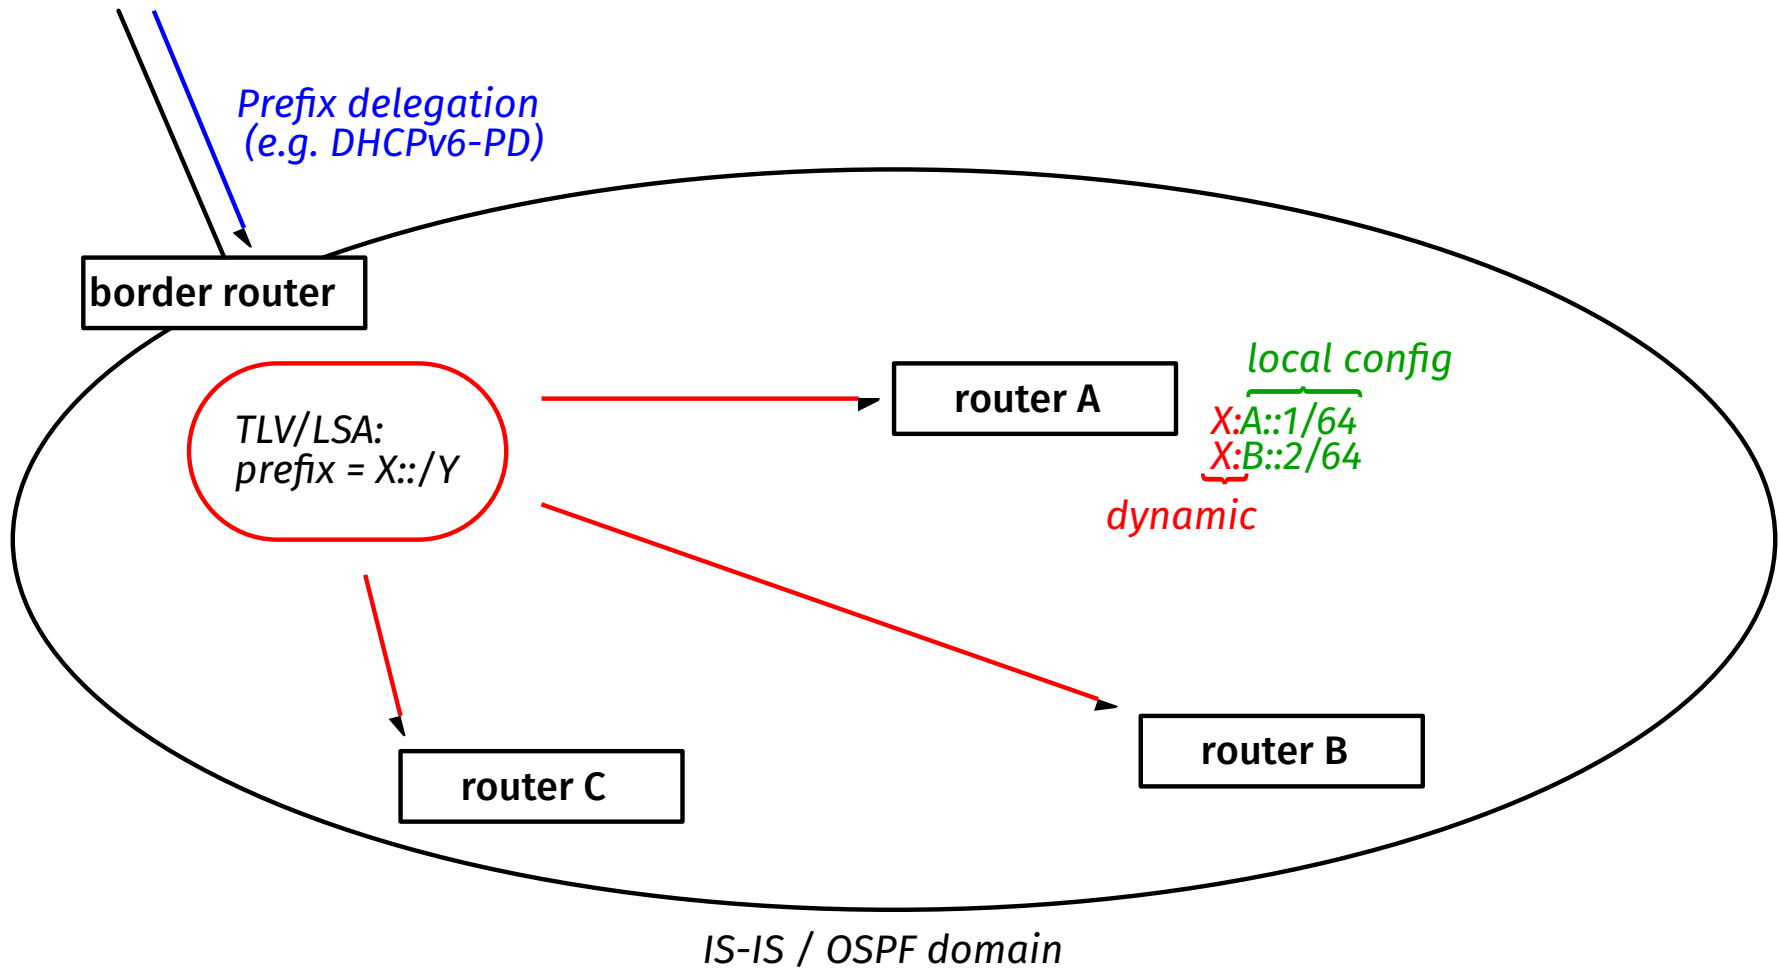 Prefix delegation
(e.g. DHCPv6-PD)
border router
TLV/LSA:
prefix = X::/Y
router A
local config
X:A::1/64
X:B::2/64
dynamic
router B
router C
IS-IS / OSPF domain